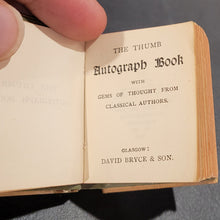 THE THUMB
Autograph Book
WITH
GEMS OF THOUGHT FROM
CLASSICAL AUTHORS.
GLASGOW:
DAVID BRYCE & SON.